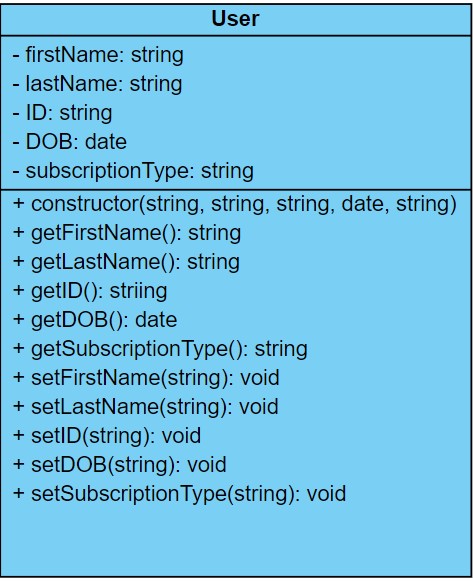 User
- firstName: string
- lastName: string
- ID: string
- DOB: date
- subscriptionType: string
+ constructor(string, string, string, date, string)
+ getFirstName(): string
+ getLastName(): string
+ getID(): striing
+ getDOB(): date
+ getSubscriptionType(): string
+ setFirstName(string): void
+ setLastName(string): void
+ setID(string): void
+ setDOB(string): void
+ setSubscriptionType(string): void